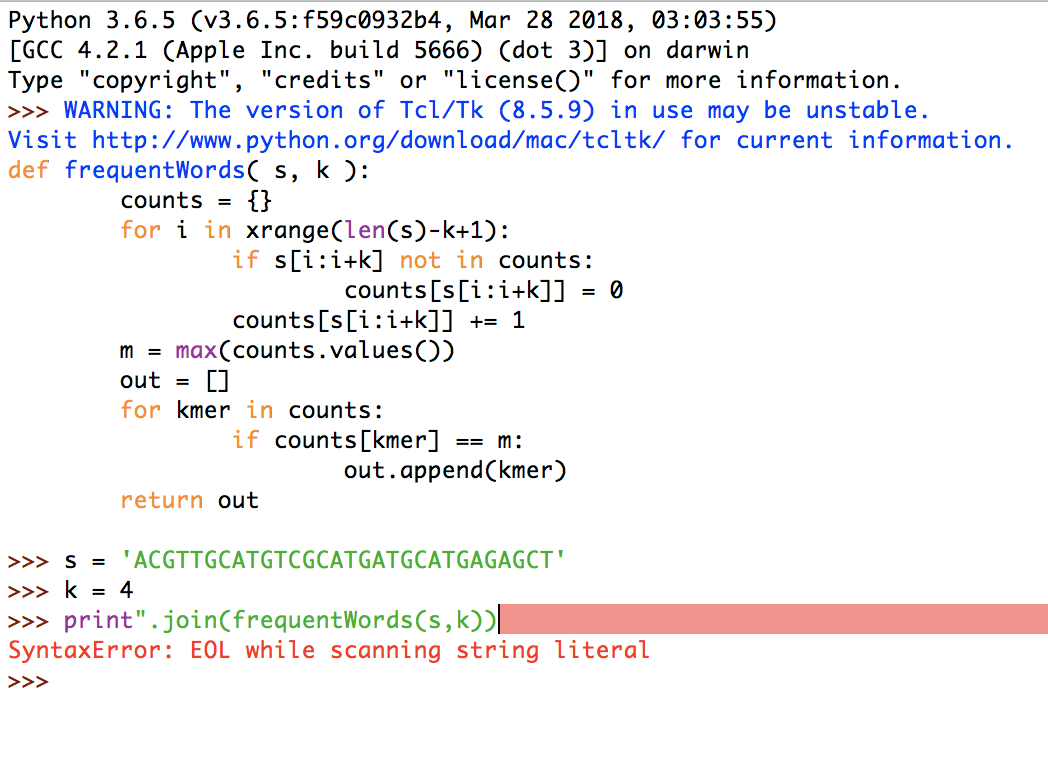 Python 3.6.5 (v3.6.5:f59c0932b4, Mar 28 2018, 03:03:55)
[GCC 4.2.1 (Apple Inc. build 5666) (dot 3)] on darwin
Type "copyright", "credits" or "license()" for more information.
>>> WARNING: The version of Tcl/Tk (8.5.9) in use may be unstable.
Visit http://www.python.org/download/mac/tcltk/ for current information.
def frequentWords( s, k ):
        counts = {}
        for i in xrange(len(s)-k+1):
                if s[i:i+k] not in counts:
                        counts[s[i:i+k]] = 0
                counts[s[i:i+k]] += 1
        m = max(counts.values())
        out = []
        for kmer in counts:
                if counts[kmer] == m:
                        out.append(kmer)
        return out

>>> s = 'ACGTTGCATGTCGCATGATGCATGAGAGCT'
>>> k = 4
>>> print".join(frequentWords(s,k))
SyntaxError: EOL while scanning string literal
>>>